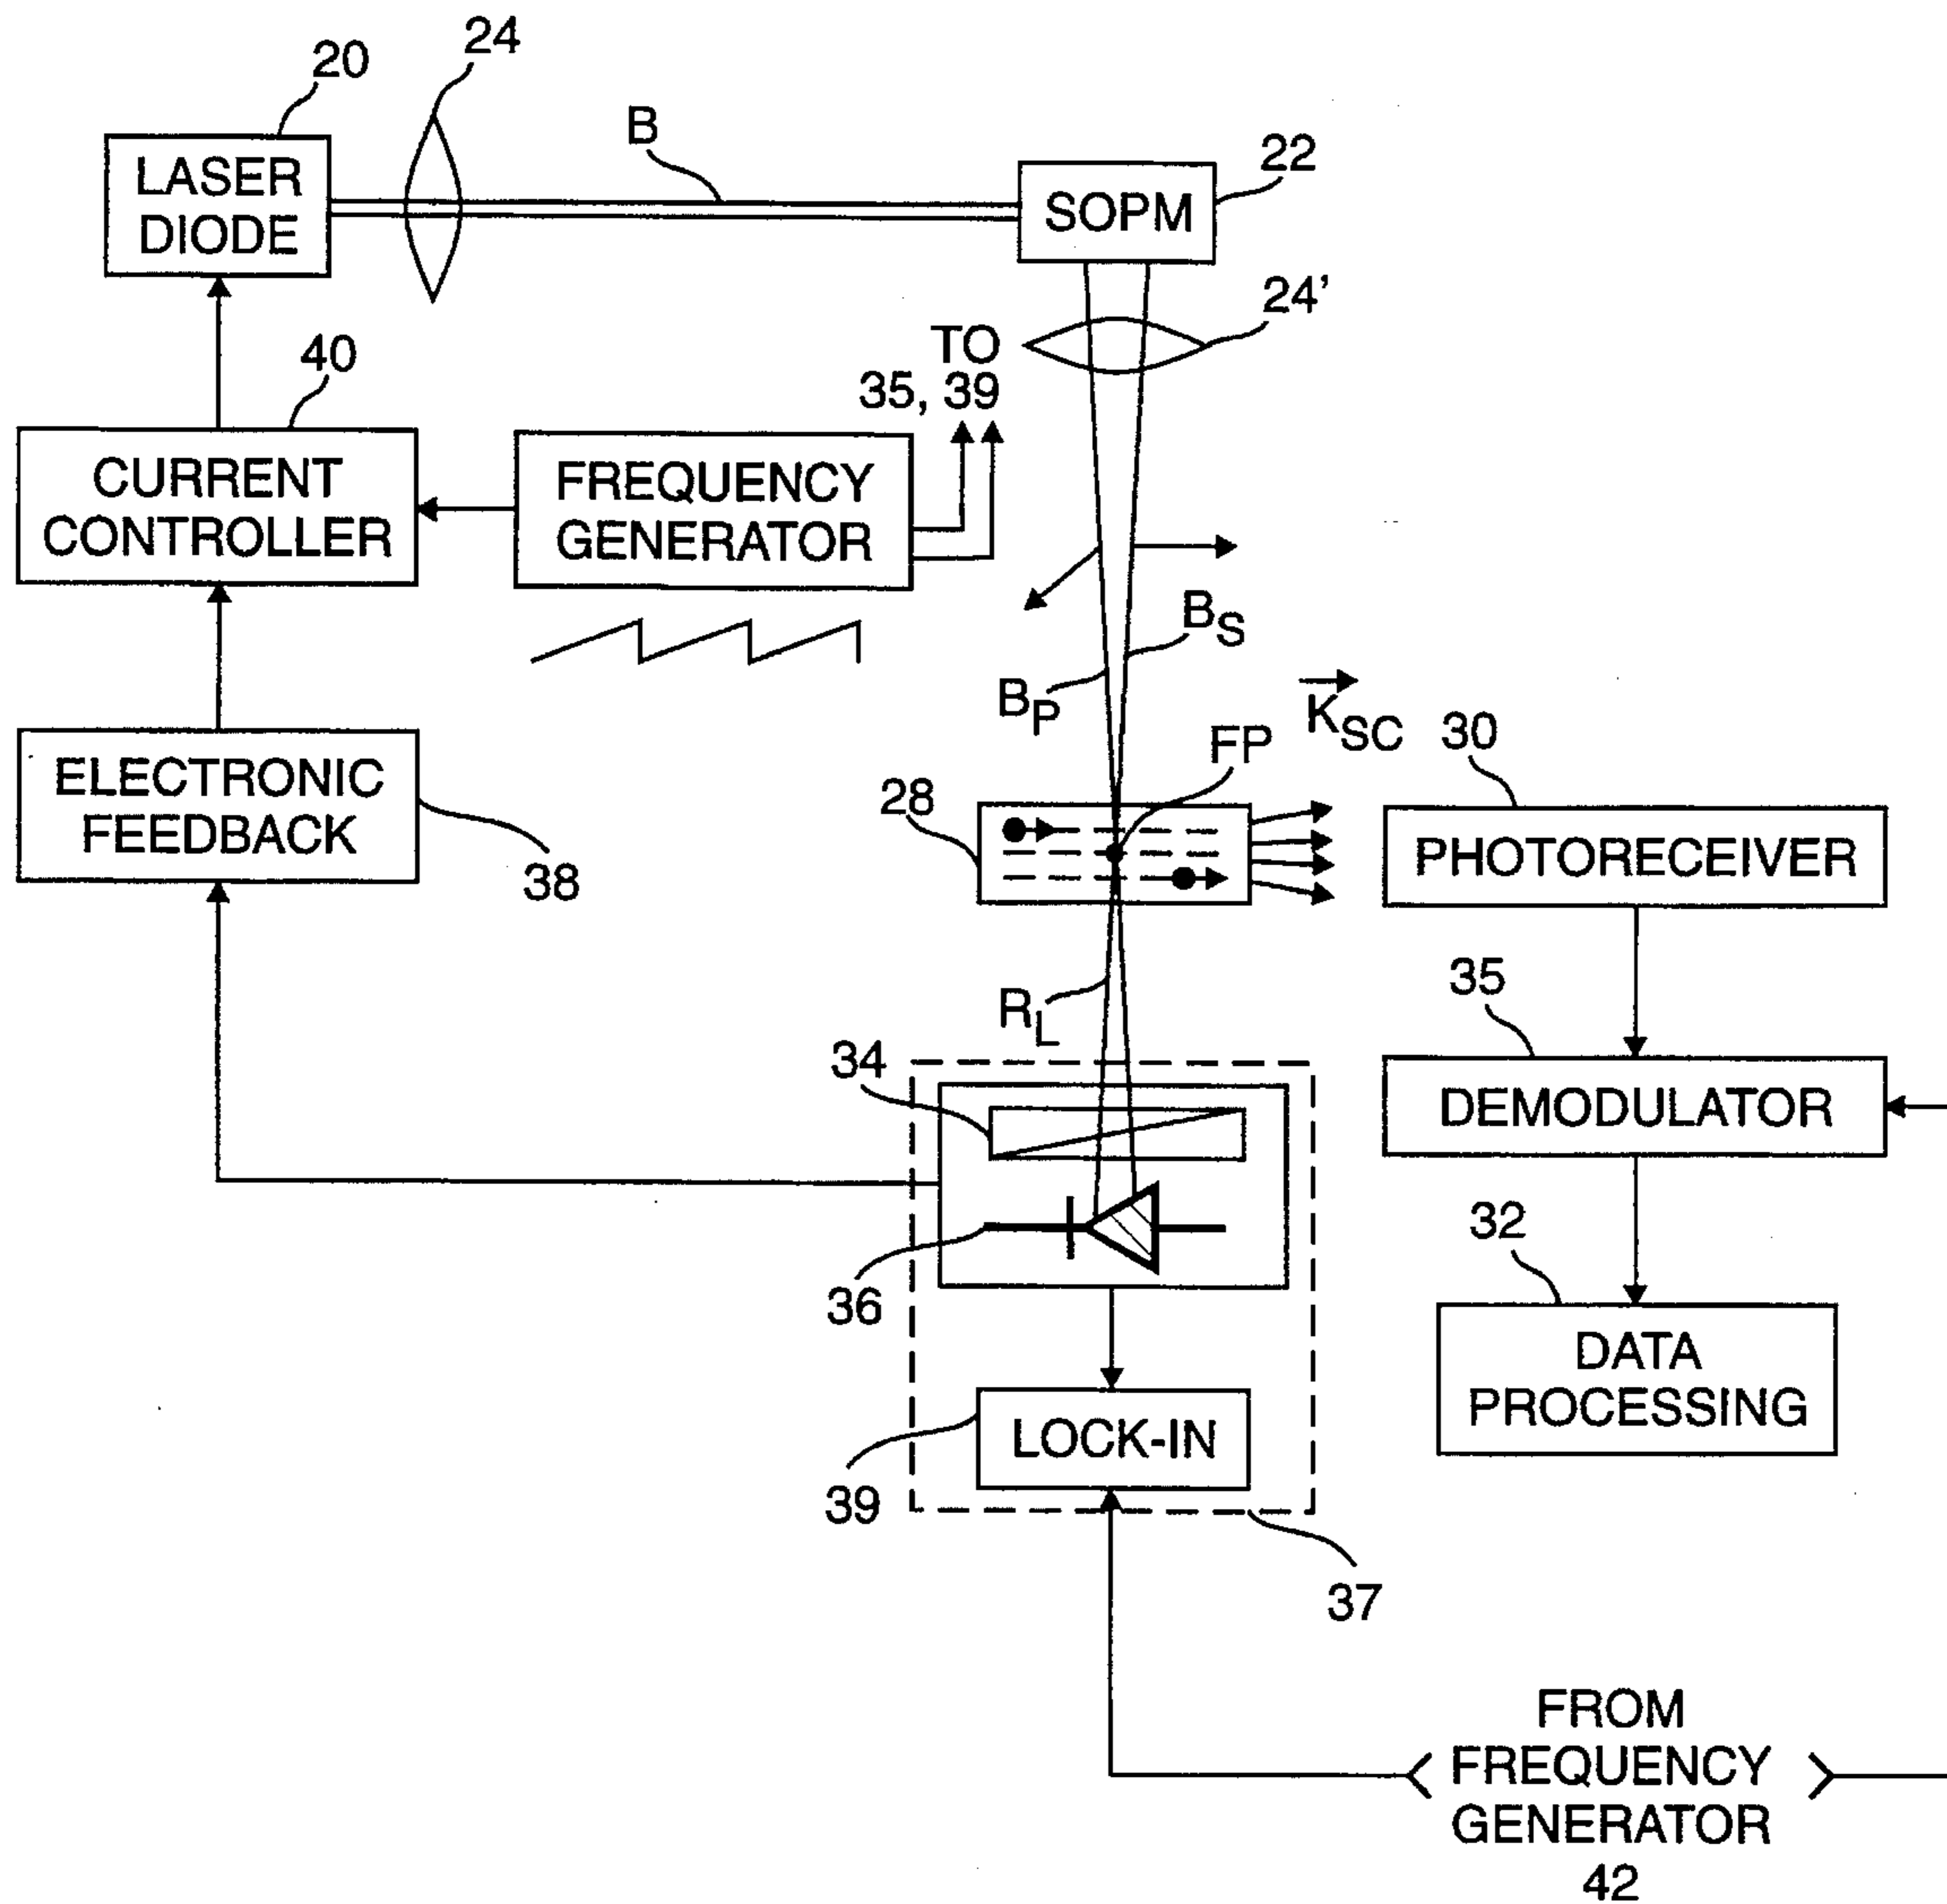 24
20
B
LASER
DIODE
22
SOPM
24'
TO
35, 39
40
CURRENT
CONTROLLER
FREQUENCY
GENERATOR
BS
BP
KSC
FP
30
ELECTRONIC
FEEDBACK
38
28
PHOTORECEIVER
RL
35
34
DEMODULATOR
36
32
DATA
PROCESSING
LOCK-IN
39
37
FROM
FREQUENCY
GENERATOR
42